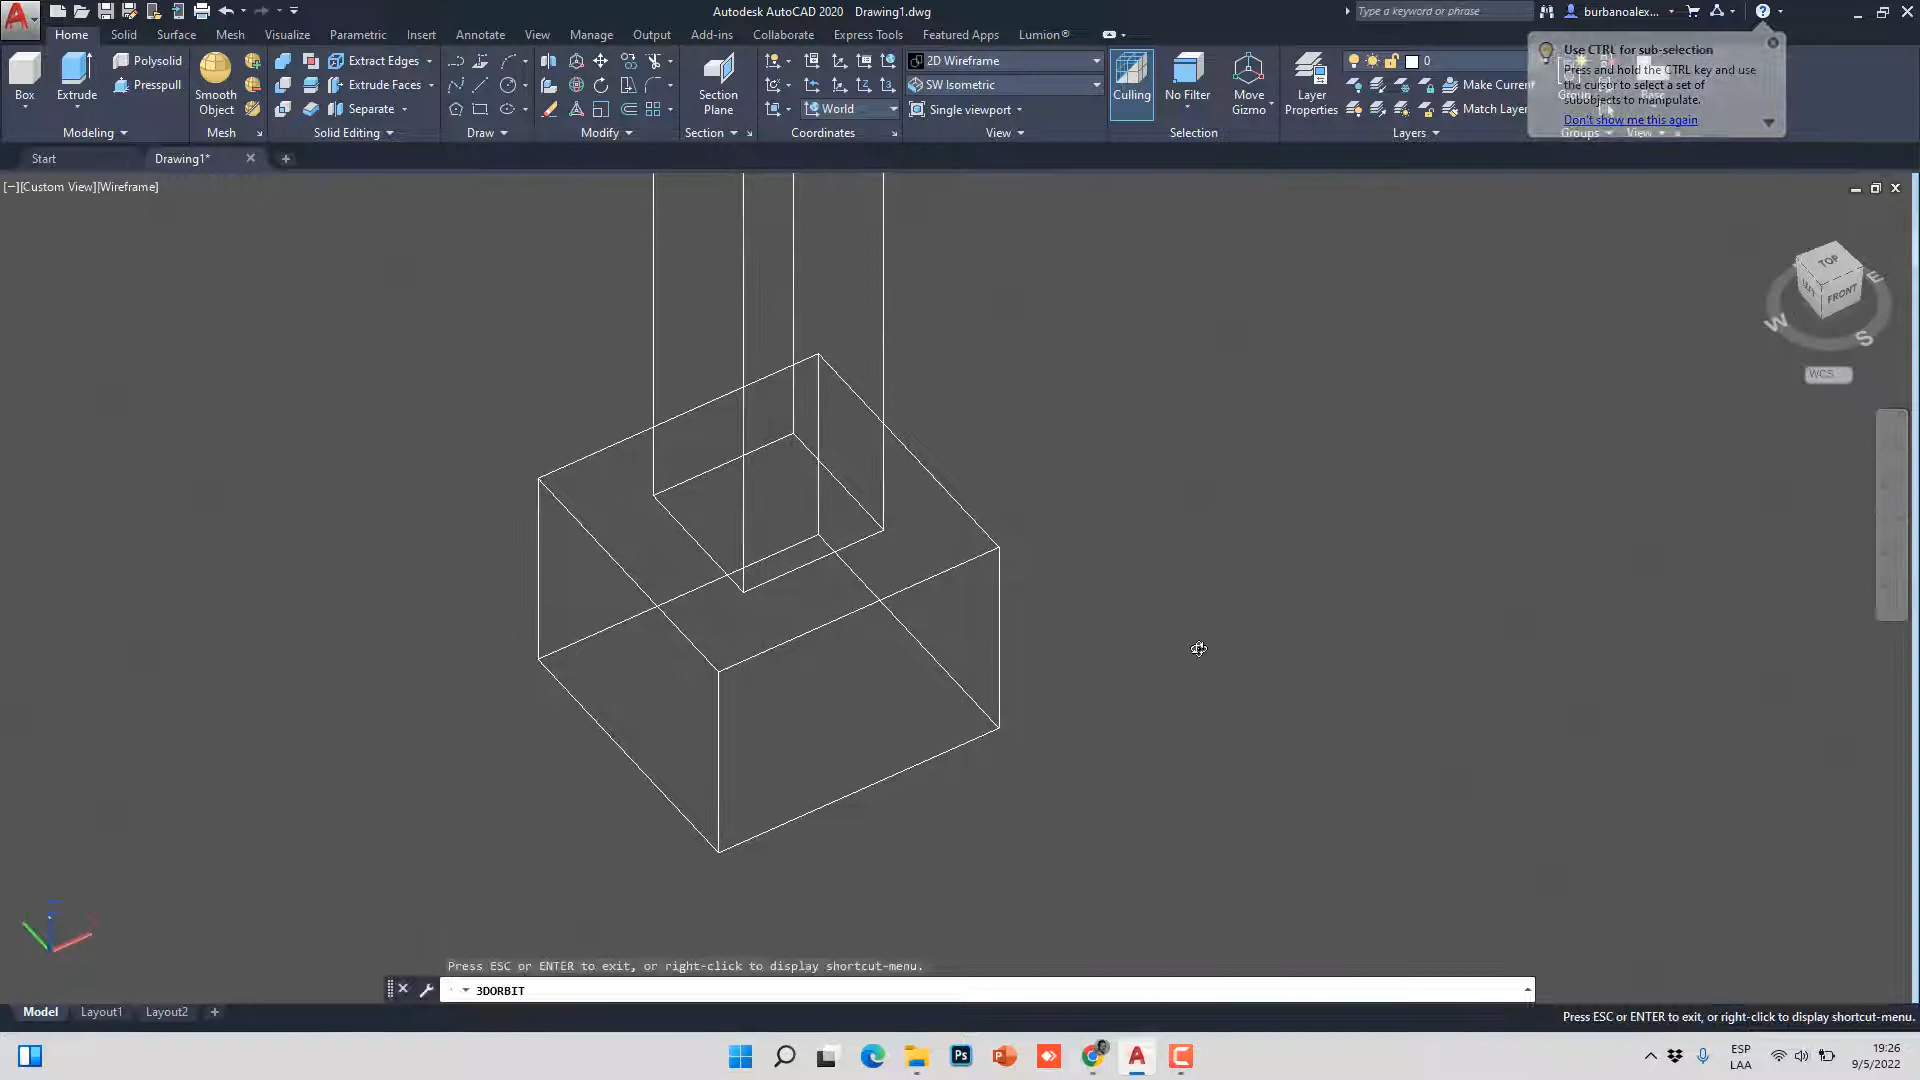 Autodesk AutoCAD 2020 Drawing1.dwg
Type a keyword or phrase
burbanoalex...
Home Solid Surface Mesh Visualize Parametric Insert Annotate View Manage Output Add-ins Collaborate Express Tools Featured Apps Lumion®
Box
Extrude
Polysolid
Presspull
Smooth Object
Extract Edges
Extrude Faces
Separate
Section Plane
World
2D Wireframe
SW Isometric
Single viewport
Culling
No Filter
Move Gizmo
Layer Properties
0
Make Current
Match Layer
Use CTRL for sub-selection
Press and hold the CTRL key and use
the cursor to select a set of
subobjects to manipulate.
Don't show me this again
Modeling Mesh Solid Editing Draw Modify Section Coordinates View Selection Layers Groups View
Start Drawing1*
[−][Custom View][Wireframe]
TOP
LEFT
FRONT
E
W
S
WCS
Press ESC or ENTER to exit, or right-click to display shortcut-menu.
3DORBIT
Model Layout1 Layout2
Press ESC or ENTER to exit, or right-click to display shortcut-menu.
Ps
ESP
LAA
19:26
9/5/2022